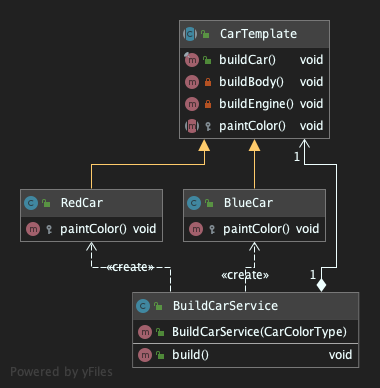 CarTemplate
buildCar() void
buildBody() void
buildEngine() void
paintColor() void
1
RedCar
paintColor() void
BlueCar
paintColor() void
«create»
«create»
1
BuildCarService
BuildCarService(CarColorType)
build() void
Powered by yFiles